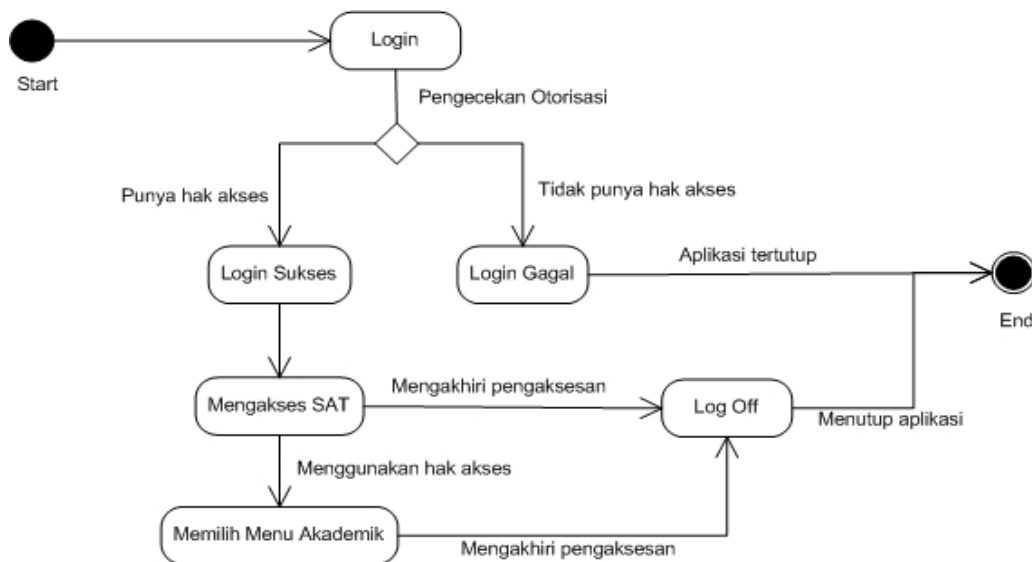 Login
Start
Pengecekan Otorisasi
Punya hak akses
Tidak punya hak akses
Login Sukses
Login Gagal
Aplikasi tertutup
End
Mengakses SAT
Mengakhiri pengaksesan
Log Off
Menutup aplikasi
Menggunakan hak akses
Memilih Menu Akademik
Mengakhiri pengaksesan